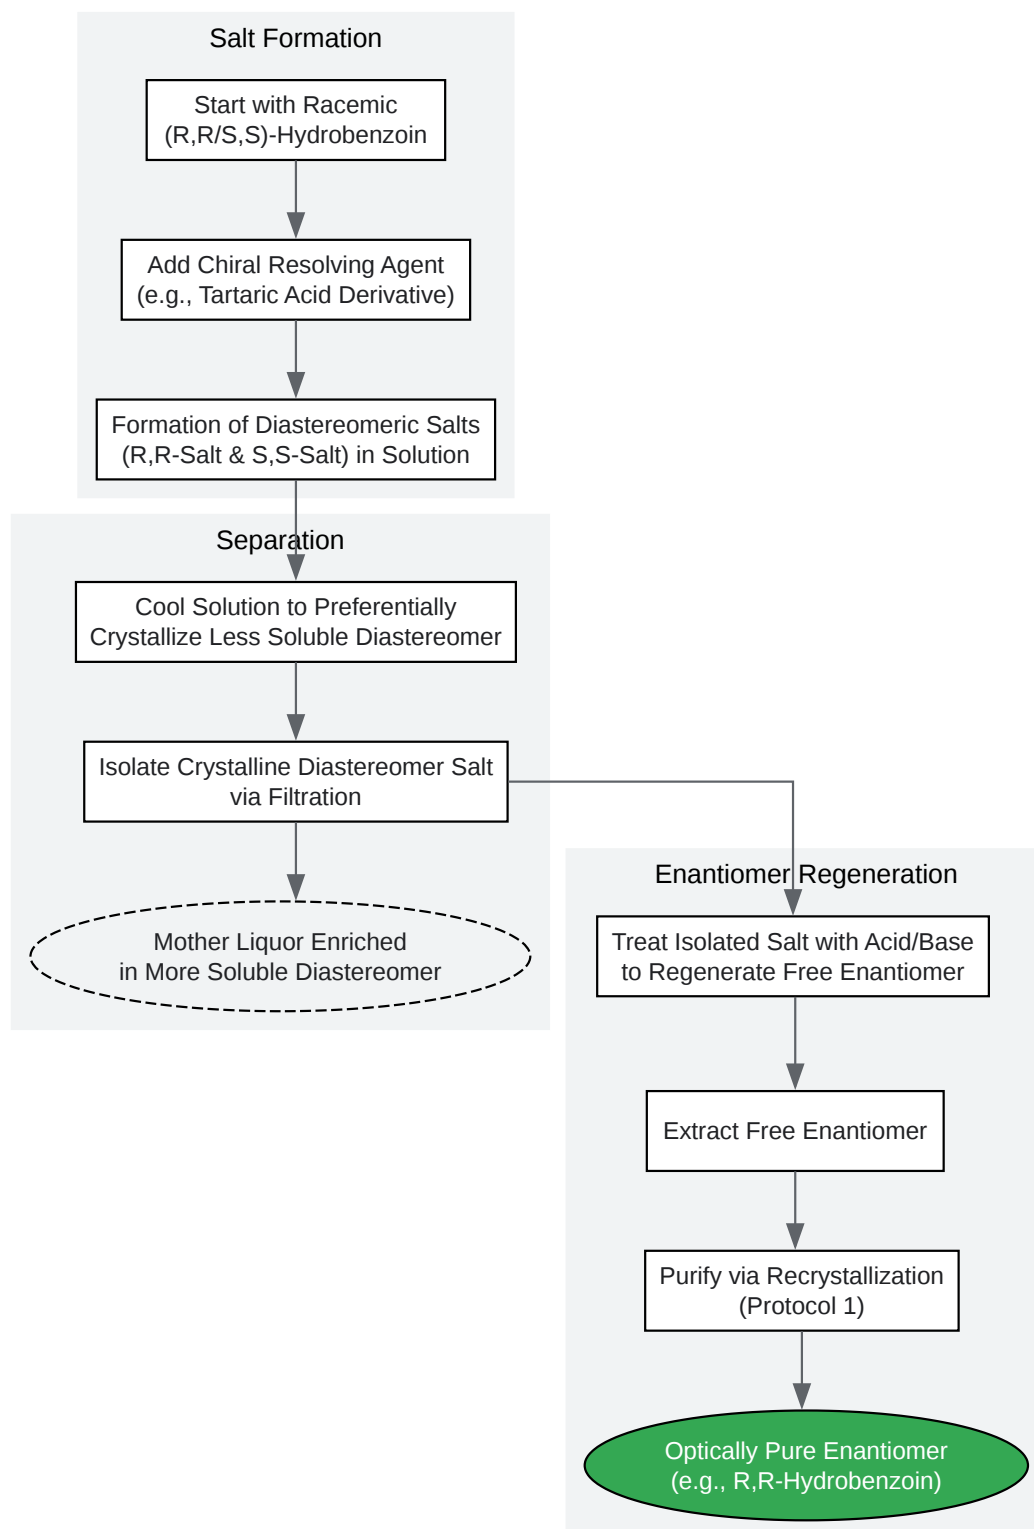 Salt Formation
Start with Racemic
(R,R/S,S)-Hydrobenzoin
Add Chiral Resolving Agent
(e.g., Tartaric Acid Derivative)
Formation of Diastereomeric Salts
(R,R-Salt & S,S-Salt) in Solution
Separation
Cool Solution to Preferentially
Crystallize Less Soluble Diastereomer
Isolate Crystalline Diastereomer Salt
via Filtration
Mother Liquor Enriched
in More Soluble Diastereomer
Enantiomer Regeneration
Treat Isolated Salt with Acid/Base
to Regenerate Free Enantiomer
Extract Free Enantiomer
Purify via Recrystallization
(Protocol 1)
Optically Pure Enantiomer
(e.g., R,R-Hydrobenzoin)